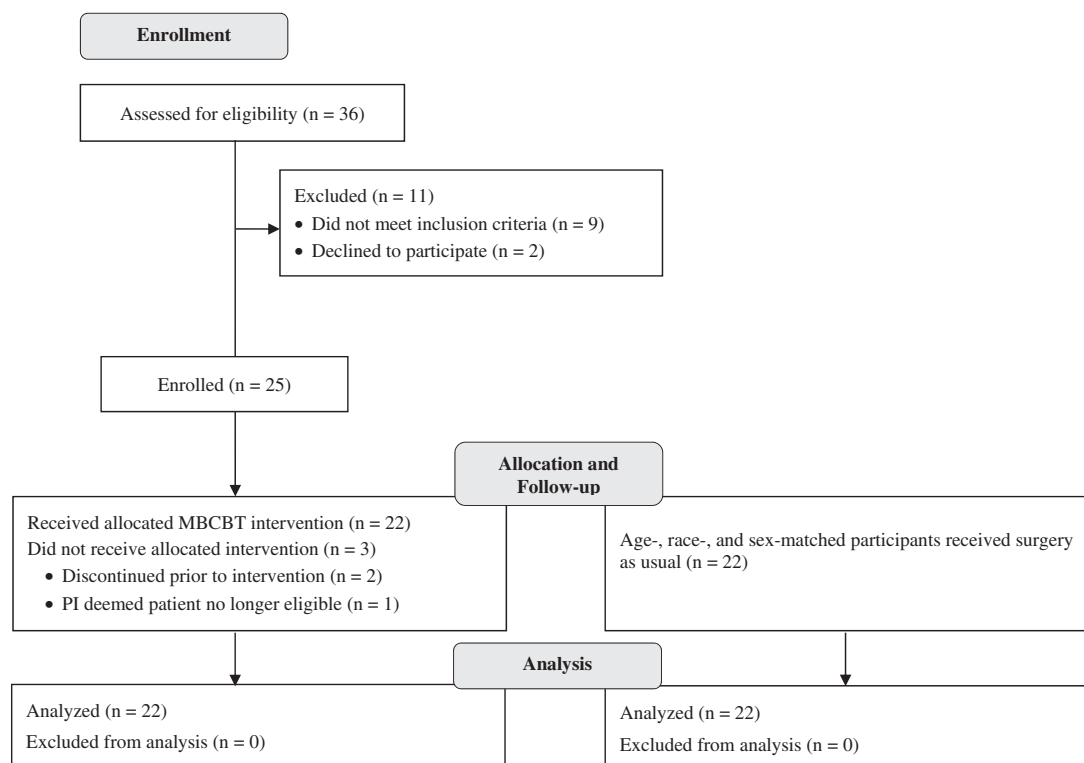 Enrollment
Assessed for eligibility (n = 36)
Excluded (n = 11)
• Did not meet inclusion criteria (n = 9)
• Declined to participate (n = 2)
Enrolled (n = 25)
Allocation and
Follow-up
Received allocated MBCBT intervention (n = 22)
Did not receive allocated intervention (n = 3)
• Discontinued prior to intervention (n = 2)
• PI deemed patient no longer eligible (n = 1)
Age-, race-, and sex-matched participants received surgery
as usual (n = 22)
Analysis
Analyzed (n = 22)
Excluded from analysis (n = 0)
Analyzed (n = 22)
Excluded from analysis (n = 0)